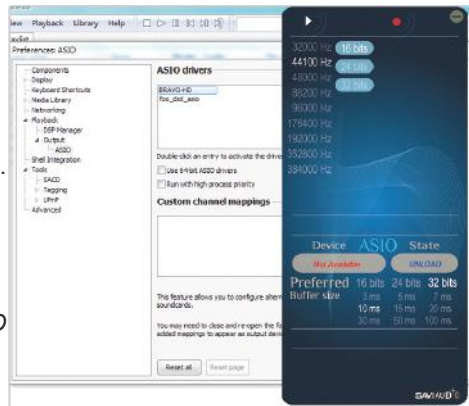 iew Playback Library Help
aylist
Preferences: ASIO
Components
Display
Keyboard Shortcuts
Media Library
Networking
Playback
DSP Manager
Output
ASIO
Shell Integration
Tools
SACD
Tagging
UPnP
Advanced
ASIO drivers
BRAVO-HD
foo_dsd_asio
Double-click an entry to activate the drive
Use 64-bit ASIO drivers
Run with high process priority
Custom channel mappings
This feature allows you to configure altern
soundcards.
You may need to close and re-open the
added mappings to appear as output devic
Reset all Reset page
32000 Hz 16 bits
44100 Hz 24 bits
48000 Hz 32 bits
88200 Hz
96000 Hz
176400 Hz
192000 Hz
352800 Hz
384000 Hz
Device ASIO State
Not Available UNLOAD
Preferred 16 bits 24 bits 32 bits
Buffer size 3 ms 5 ms 7 ms
10 ms 15 ms 20 ms
30 ms 50 ms 100 ms
.
O